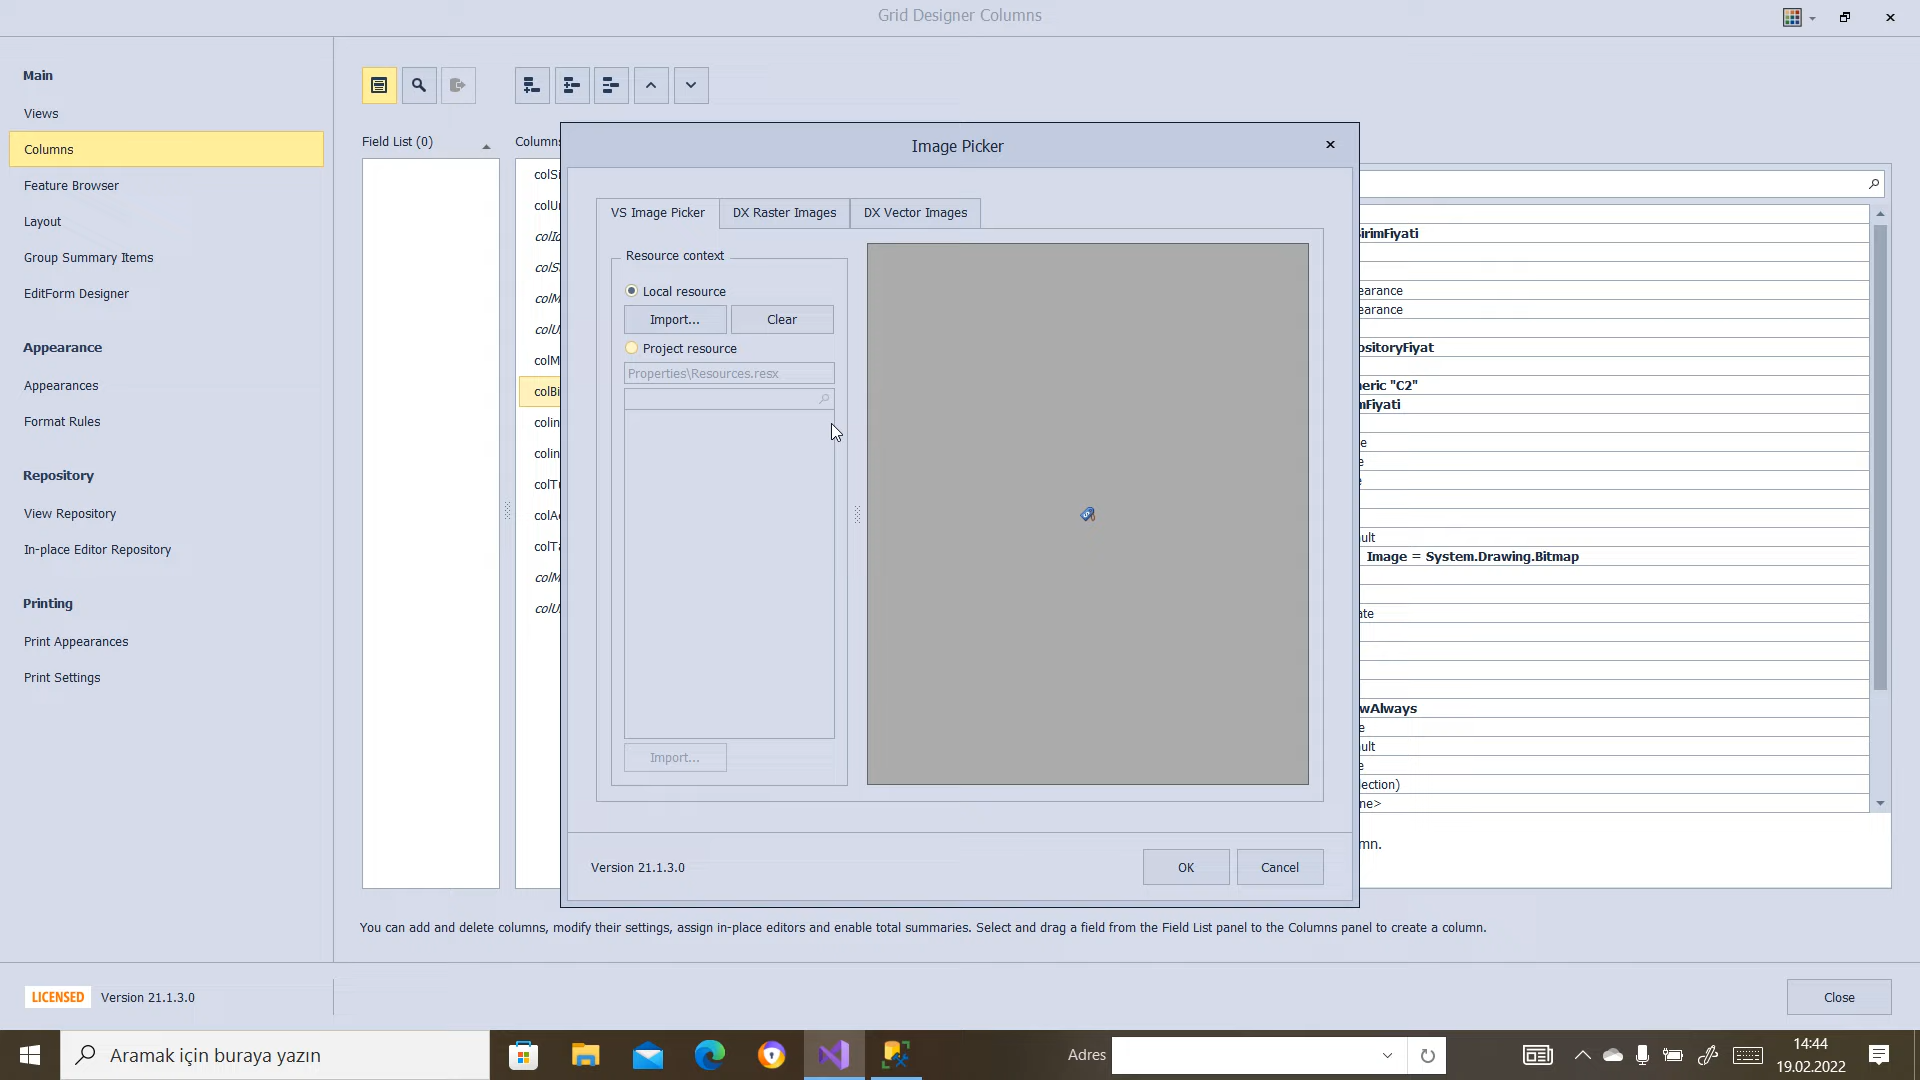 Grid Designer Columns
Main
Views
Columns
Feature Browser
Layout
Group Summary Items
EditForm Designer
Appearance
Appearances
Format Rules
Repository
View Repository
In-place Editor Repository
Printing
Print Appearances
Print Settings
Field List (0)
Columns
colSi
colU
colId
colS
colM
colU
colM
colBi
colin
colin
colT
colA
colT
colM
colU
Image Picker
VS Image Picker
DX Raster Images
DX Vector Images
Resource context
Local resource
Import...
Clear
Project resource
Properties\Resources.resx
Import...
Version 21.1.3.0
OK
Cancel
irimFiyati
earance
earance
ositoryFiyat
eric "C2"
nFiyati
e
e
e
ult
Image = System.Drawing.Bitmap
ate
wAlways
e
ult
e
lection)
ne>
mn.
You can add and delete columns, modify their settings, assign in-place editors and enable total summaries. Select and drag a field from the Field List panel to the Columns panel to create a column.
LICENSED
Version 21.1.3.0
Close
Aramak için buraya yazın
Adres
14:44
19.02.2022